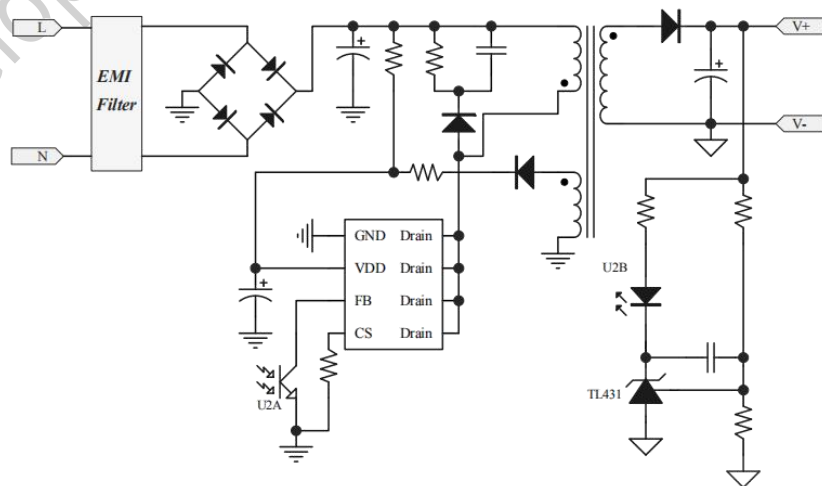 L
EMI
Filter
N
V+
V-
GND Drain
VDD Drain
FB Drain
CS Drain
U2A
U2B
TL431
+
+
+